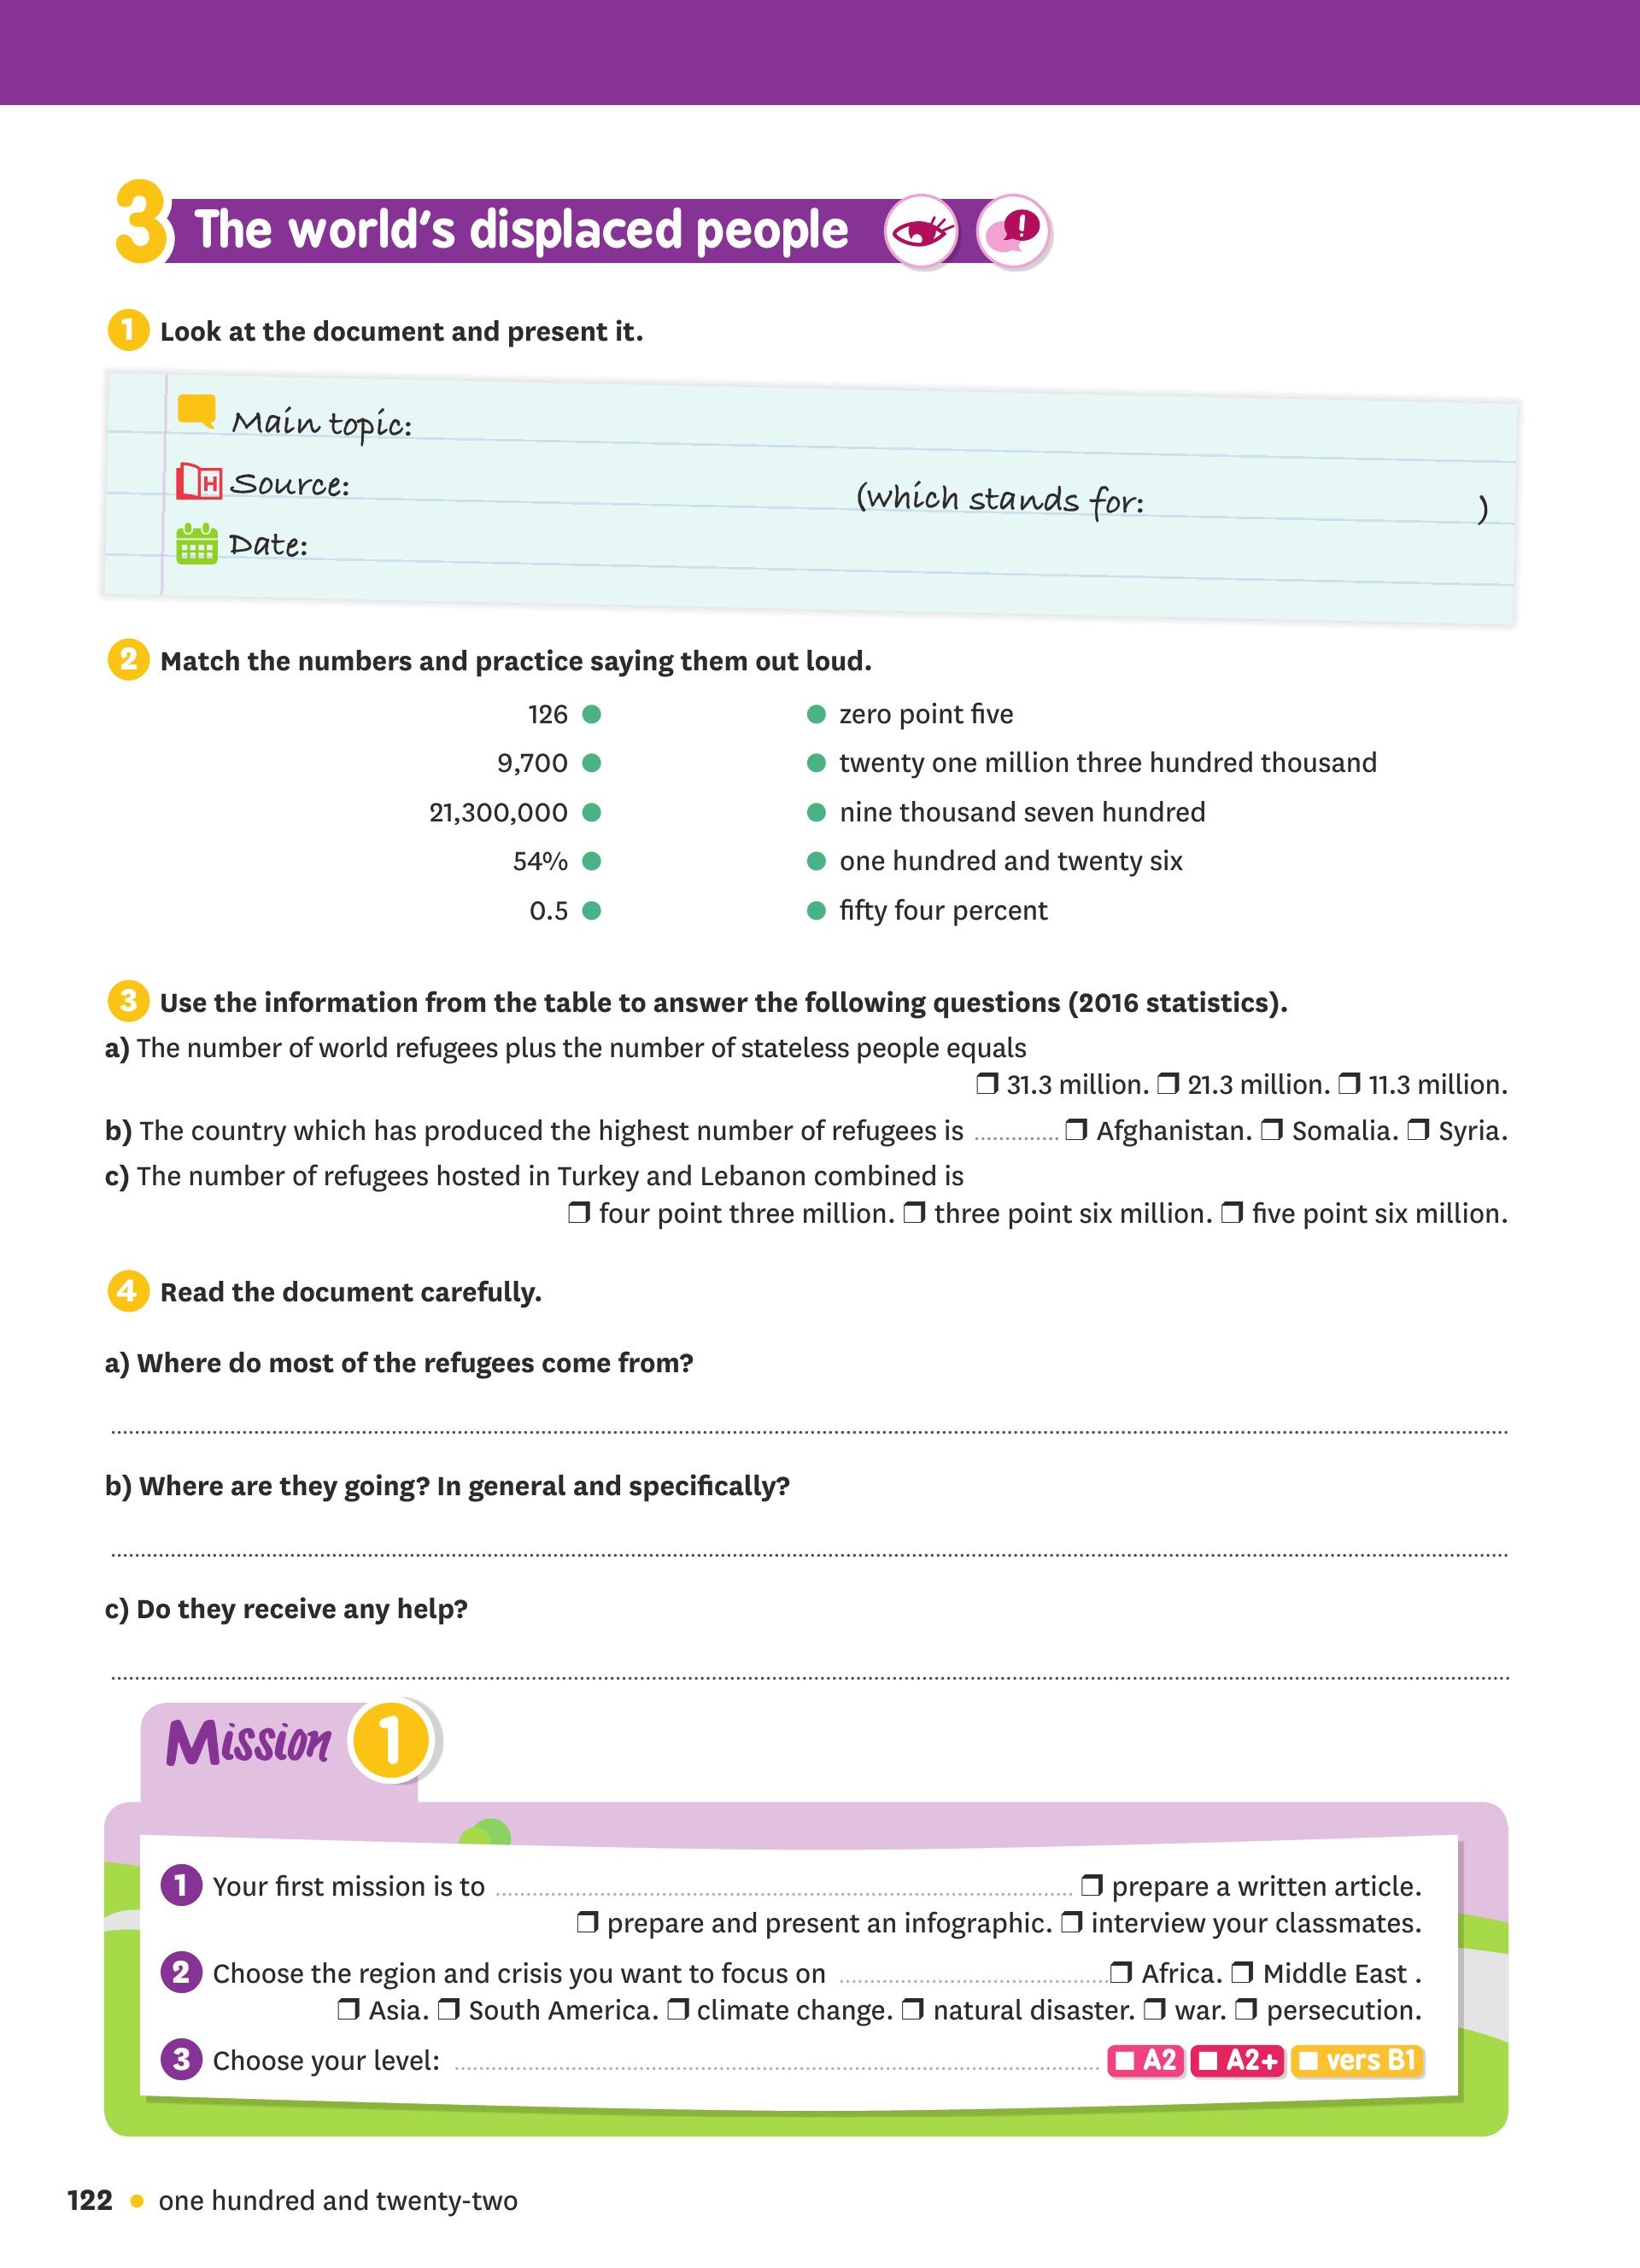 3 The world's displaced people
1 Look at the document and present it.
Main topic:
H Source: (which stands for: )
Date:
2 Match the numbers and practice saying them out loud.
126 zero point five
9,700 twenty one million three hundred thousand
21,300,000 nine thousand seven hundred
54% one hundred and twenty six
0.5 fifty four percent
3 Use the information from the table to answer the following questions (2016 statistics).
a) The number of world refugees plus the number of stateless people equals
❒ 31.3 million. ❒ 21.3 million. ❒ 11.3 million.
b) The country which has produced the highest number of refugees is ............. ❒ Afghanistan. ❒ Somalia. ❒ Syria.
c) The number of refugees hosted in Turkey and Lebanon combined is
❒ four point three million. ❒ three point six million. ❒ five point six million.
4 Read the document carefully.
a) Where do most of the refugees come from?
b) Where are they going? In general and specifically?
c) Do they receive any help?
Mission 1
1 Your first mission is to ............. ❒ prepare a written article.
❒ prepare and present an infographic. ❒ interview your classmates.
2 Choose the region and crisis you want to focus on ............. ❒ Africa. ❒ Middle East .
❒ Asia. ❒ South America. ❒ climate change. ❒ natural disaster. ❒ war. ❒ persecution.
3 Choose your level: ............. A2 A2+ vers B1
122 • one hundred and twenty-two